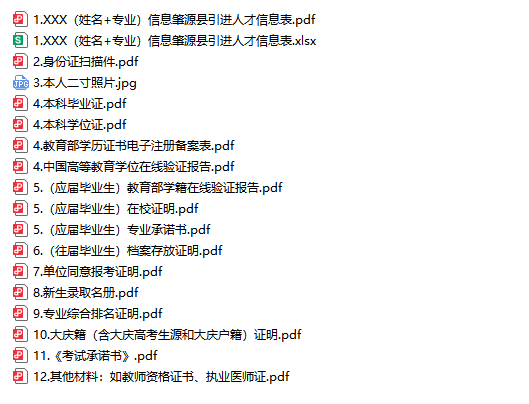 1.XXX（姓名+专业）信息肇源县引进人才信息表.pdf
1.XXX（姓名+专业）信息肇源县引进人才信息表.xlsx
2.身份证扫描件.pdf
3.本人二寸照片.jpg
4.本科毕业证.pdf
4.本科学位证.pdf
4.教育部学历证书电子注册备案表.pdf
4.中国高等教育学位在线验证报告.pdf
5.（应届毕业生）教育部学籍在线验证报告.pdf
5.（应届毕业生）在校证明.pdf
5.（应届毕业生）专业承诺书.pdf
6.（往届毕业生）档案存放证明.pdf
7.单位同意报考证明.pdf
8.新生录取名册.pdf
9.专业综合排名证明.pdf
10.大庆籍（含大庆高考生源和大庆户籍）证明.pdf
11.《考试承诺书》.pdf
12.其他材料：如教师资格证书、执业医师证.pdf